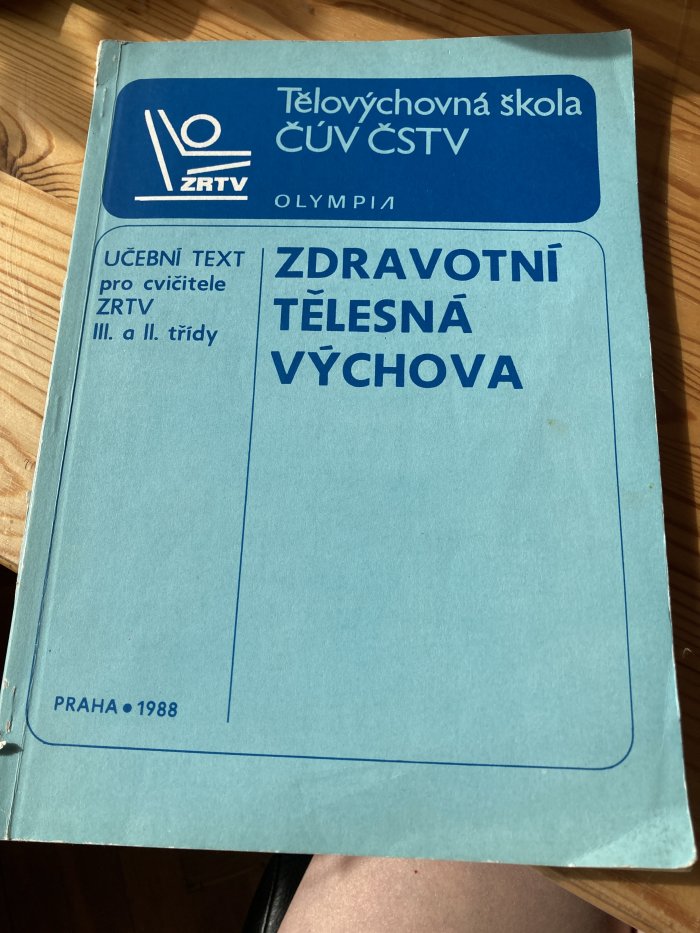 Tělovýchovná škola
ČÚV ČSTV
ZRTV
OLYMPIA
UČEBNÍ TEXT
pro cvičitele
ZRTV
III. a II. třídy
ZDRAVOTNÍ
TĚLESNÁ
VÝCHOVA
PRAHA • 1988